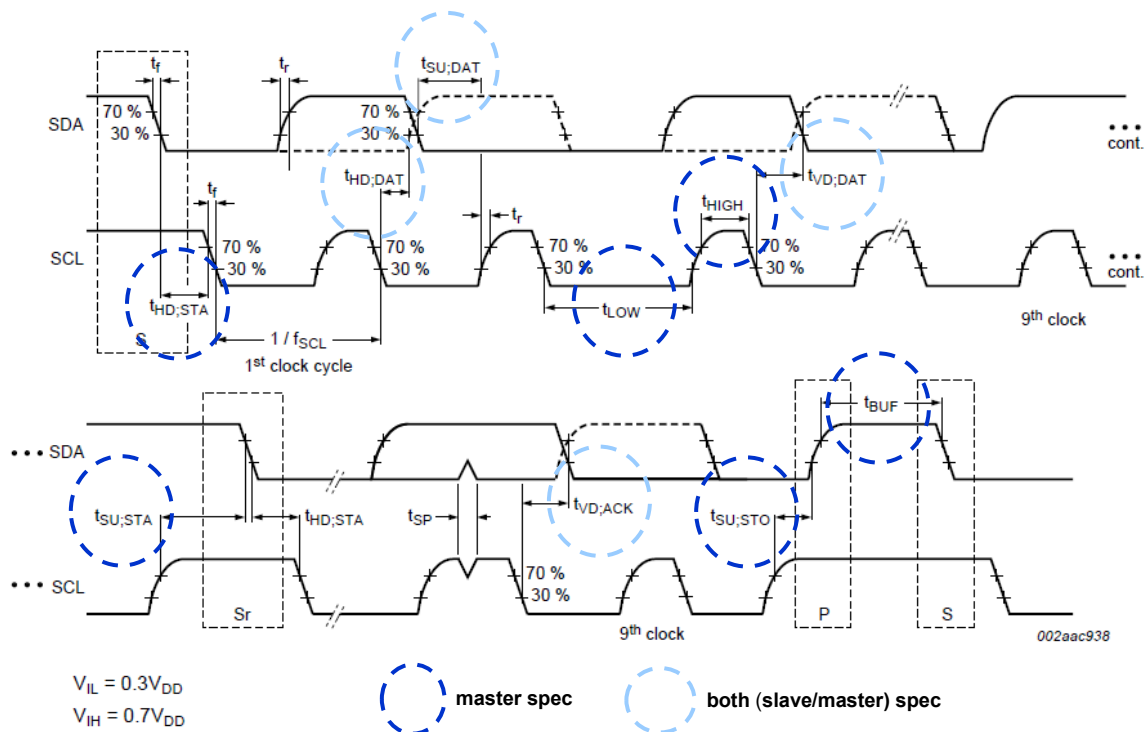 tf
tr
tSU;DAT
SDA
70 %
30 %
70 %
30 %
cont.
tHD;DAT
tVD;DAT
tf
tr
tHIGH
SCL
70 %
30 %
70 %
30 %
70 %
30 %
70 %
30 %
cont.
tHD;STA
tLOW
S
1 / fSCL
1st clock cycle
9th clock
tBUF
SDA
tSU;STA
tHD;STA
tSP
tVD;ACK
tSU;STO
SCL
70 %
30 %
Sr
9th clock
P
S
002aac938
VIL = 0.3VDD
VIH = 0.7VDD
master spec
both (slave/master) spec